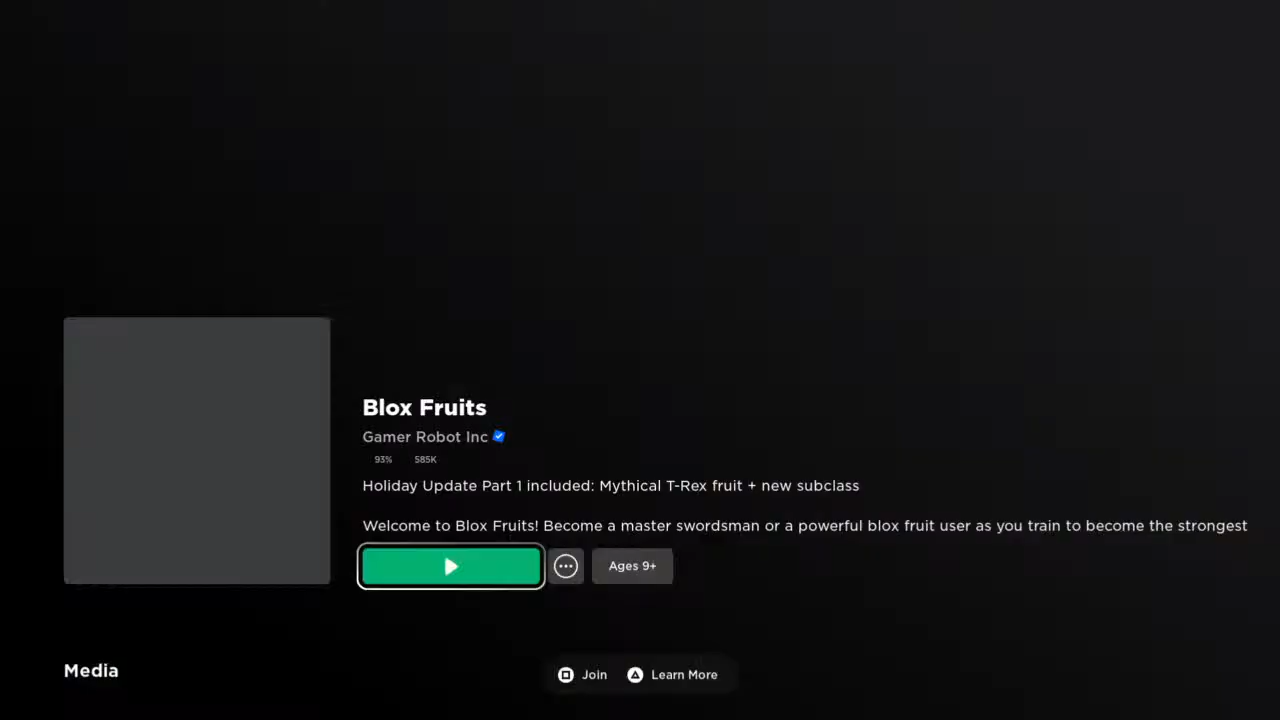 Blox Fruits
Gamer Robot Inc
93% 585K
Holiday Update Part 1 included: Mythical T-Rex fruit + new subclass
Welcome to Blox Fruits! Become a master swordsman or a powerful blox fruit user as you train to become the strongest
Ages 9+
Media
Join Learn More